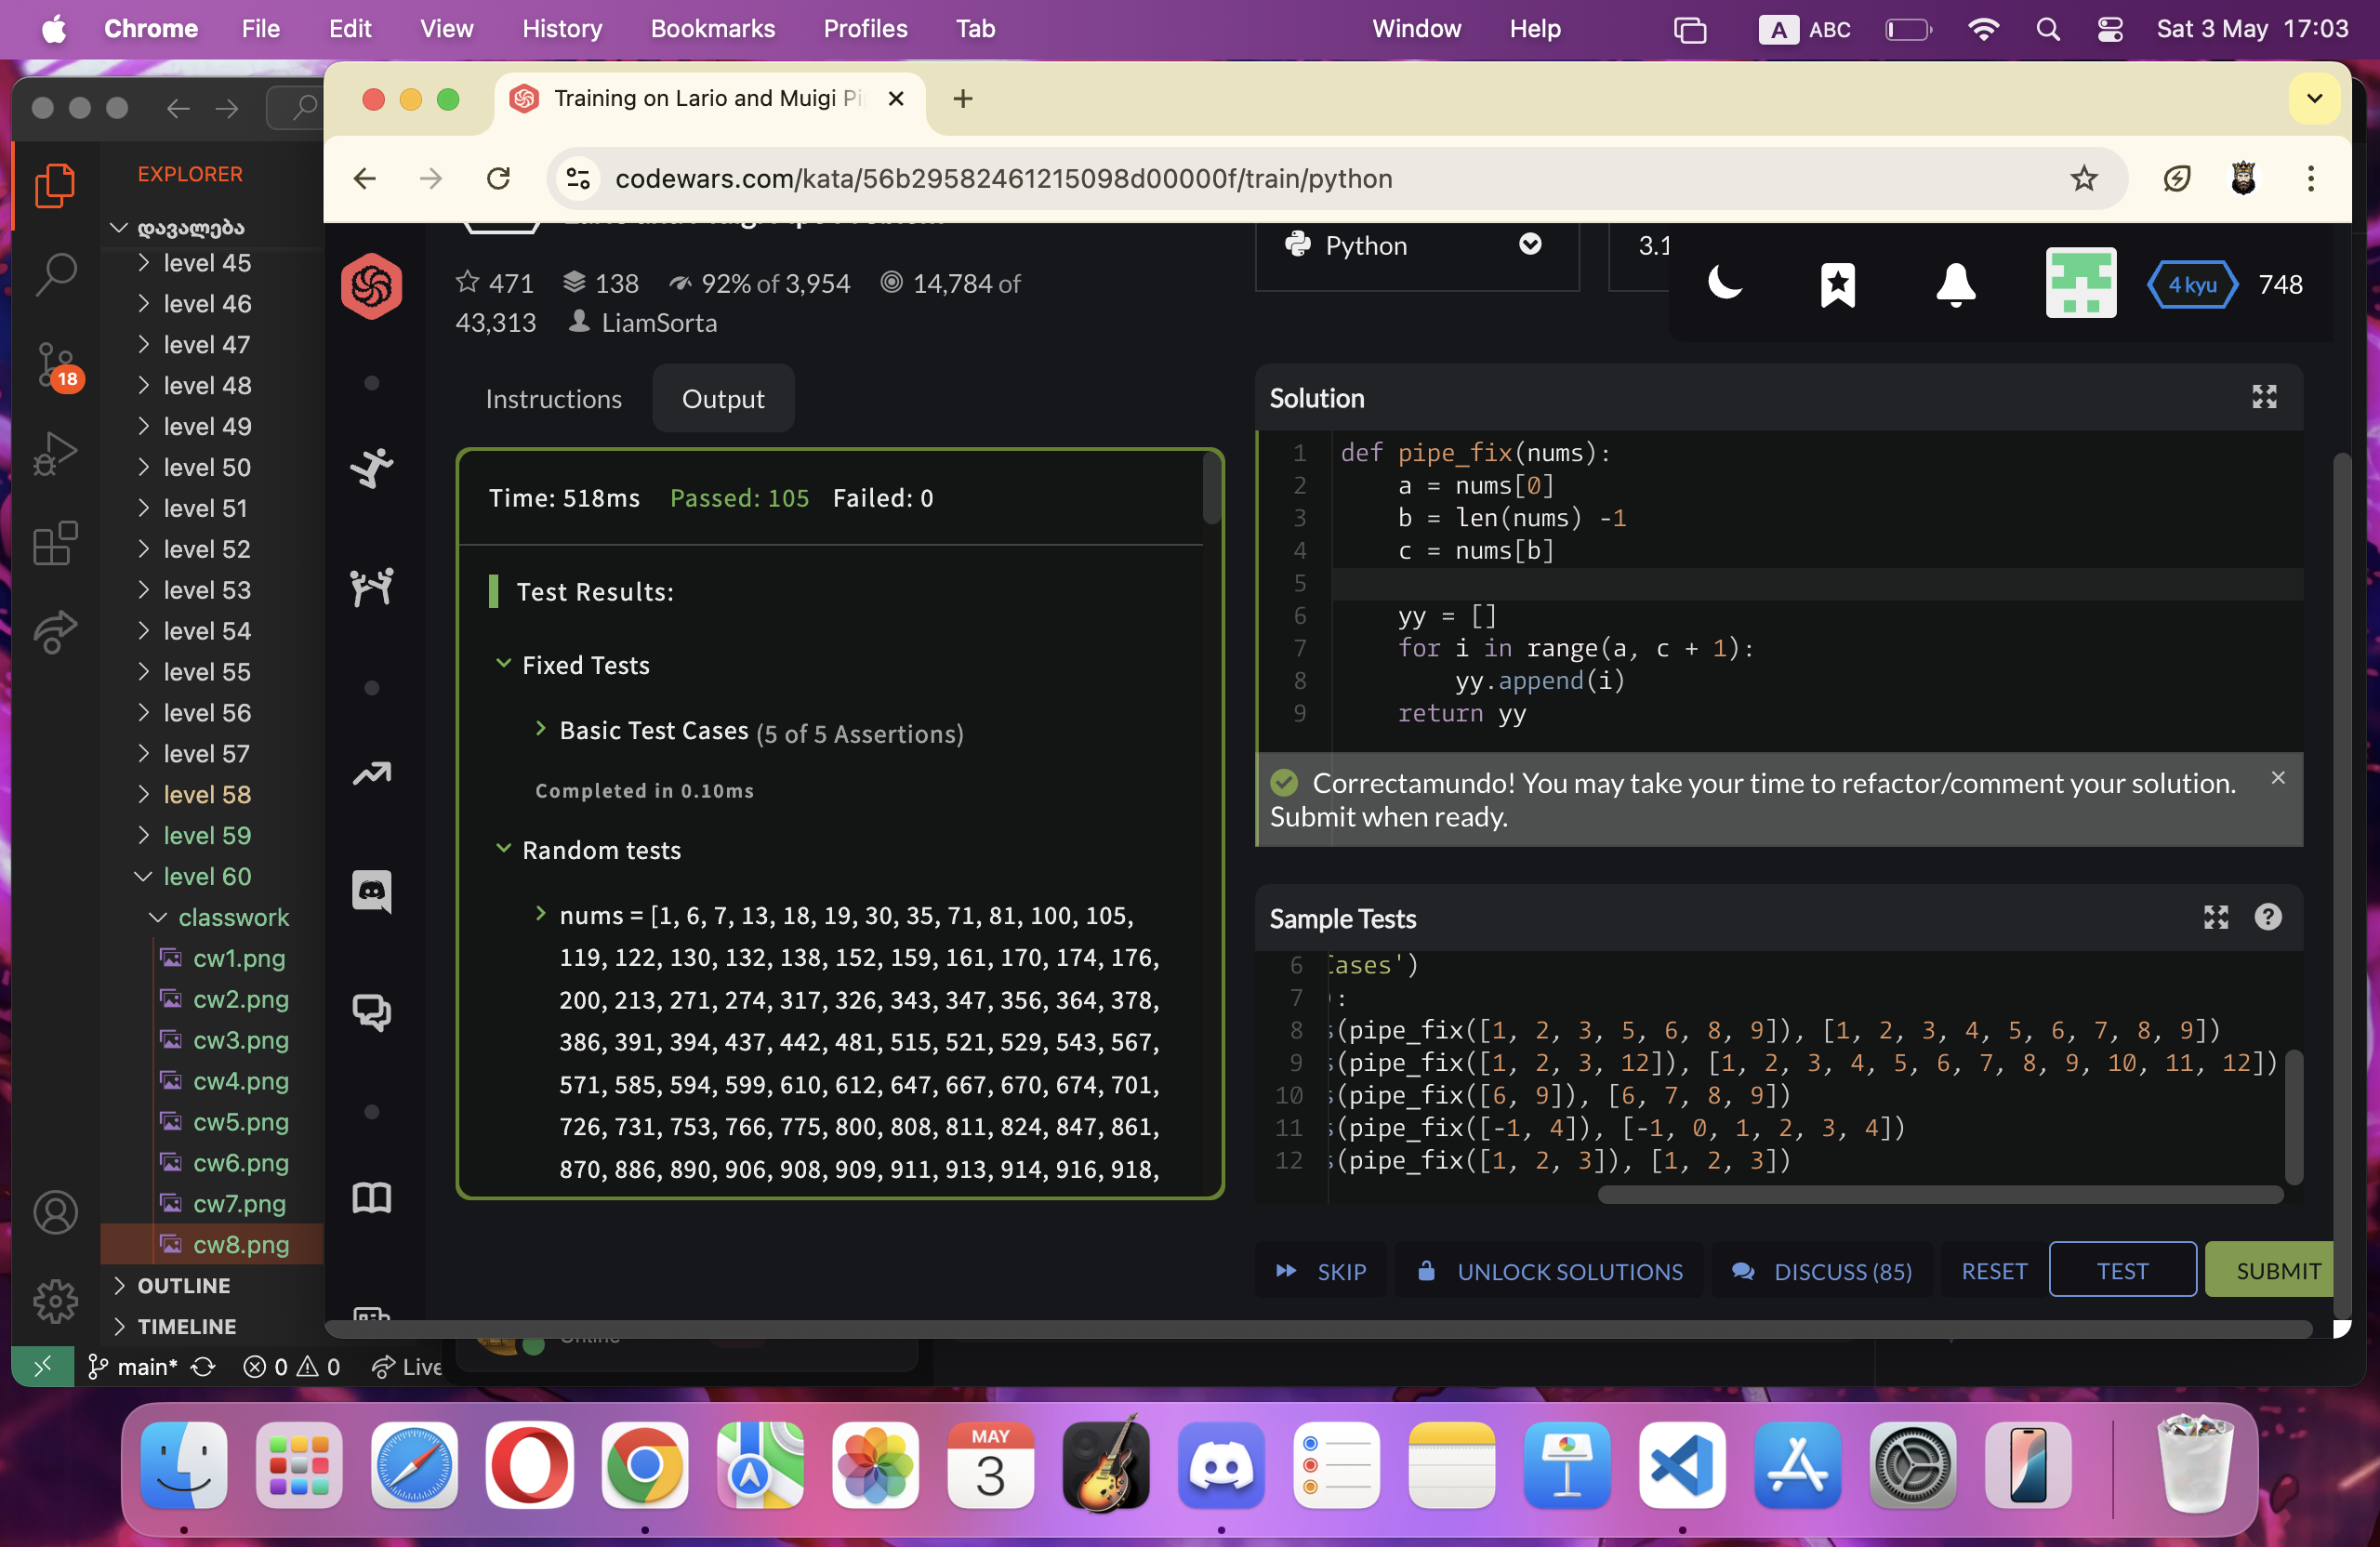 Chrome File Edit View History Bookmarks Profiles Tab Window Help A ABC Sat 3 May 17:03
Training on Lario and Muigi Pi
codewars.com/kata/56b29582461215098d00000f/train/python
EXPLORER
დავალება
level 45
level 46
level 47
level 48
level 49
level 50
level 51
level 52
level 53
level 54
level 55
level 56
level 57
level 58
level 59
level 60
classwork
cw1.png
cw2.png
cw3.png
cw4.png
cw5.png
cw6.png
cw7.png
cw8.png
OUTLINE
TIMELINE
18
main* 0 0 Live
471 138 92% of 3,954 14,784 of
43,313 LiamSorta
Python
3.1
4 kyu 748
Instructions Output
Time: 518ms Passed: 105 Failed: 0
Test Results:
Fixed Tests
Basic Test Cases (5 of 5 Assertions)
Completed in 0.10ms
Random tests
nums = [1, 6, 7, 13, 18, 19, 30, 35, 71, 81, 100, 105,
119, 122, 130, 132, 138, 152, 159, 161, 170, 174, 176,
200, 213, 271, 274, 317, 326, 343, 347, 356, 364, 378,
386, 391, 394, 437, 442, 481, 515, 521, 529, 543, 567,
571, 585, 594, 599, 610, 612, 647, 667, 670, 674, 701,
726, 731, 753, 766, 775, 800, 808, 811, 824, 847, 861,
870, 886, 890, 906, 908, 909, 911, 913, 914, 916, 918,
Solution
1 def pipe_fix(nums):
2 a = nums[0]
3 b = len(nums) -1
4 c = nums[b]
5
6 yy = []
7 for i in range(a, c + 1):
8 yy.append(i)
9 return yy
Correctamundo! You may take your time to refactor/comment your solution.
Submit when ready.
Sample Tests
6 Cases')
7 ):
8 s(pipe_fix([1, 2, 3, 5, 6, 8, 9]), [1, 2, 3, 4, 5, 6, 7, 8, 9])
9 s(pipe_fix([1, 2, 3, 12]), [1, 2, 3, 4, 5, 6, 7, 8, 9, 10, 11, 12])
10 s(pipe_fix([6, 9]), [6, 7, 8, 9])
11 s(pipe_fix([-1, 4]), [-1, 0, 1, 2, 3, 4])
12 s(pipe_fix([1, 2, 3]), [1, 2, 3])
SKIP UNLOCK SOLUTIONS DISCUSS (85) RESET TEST SUBMIT
MAY
3